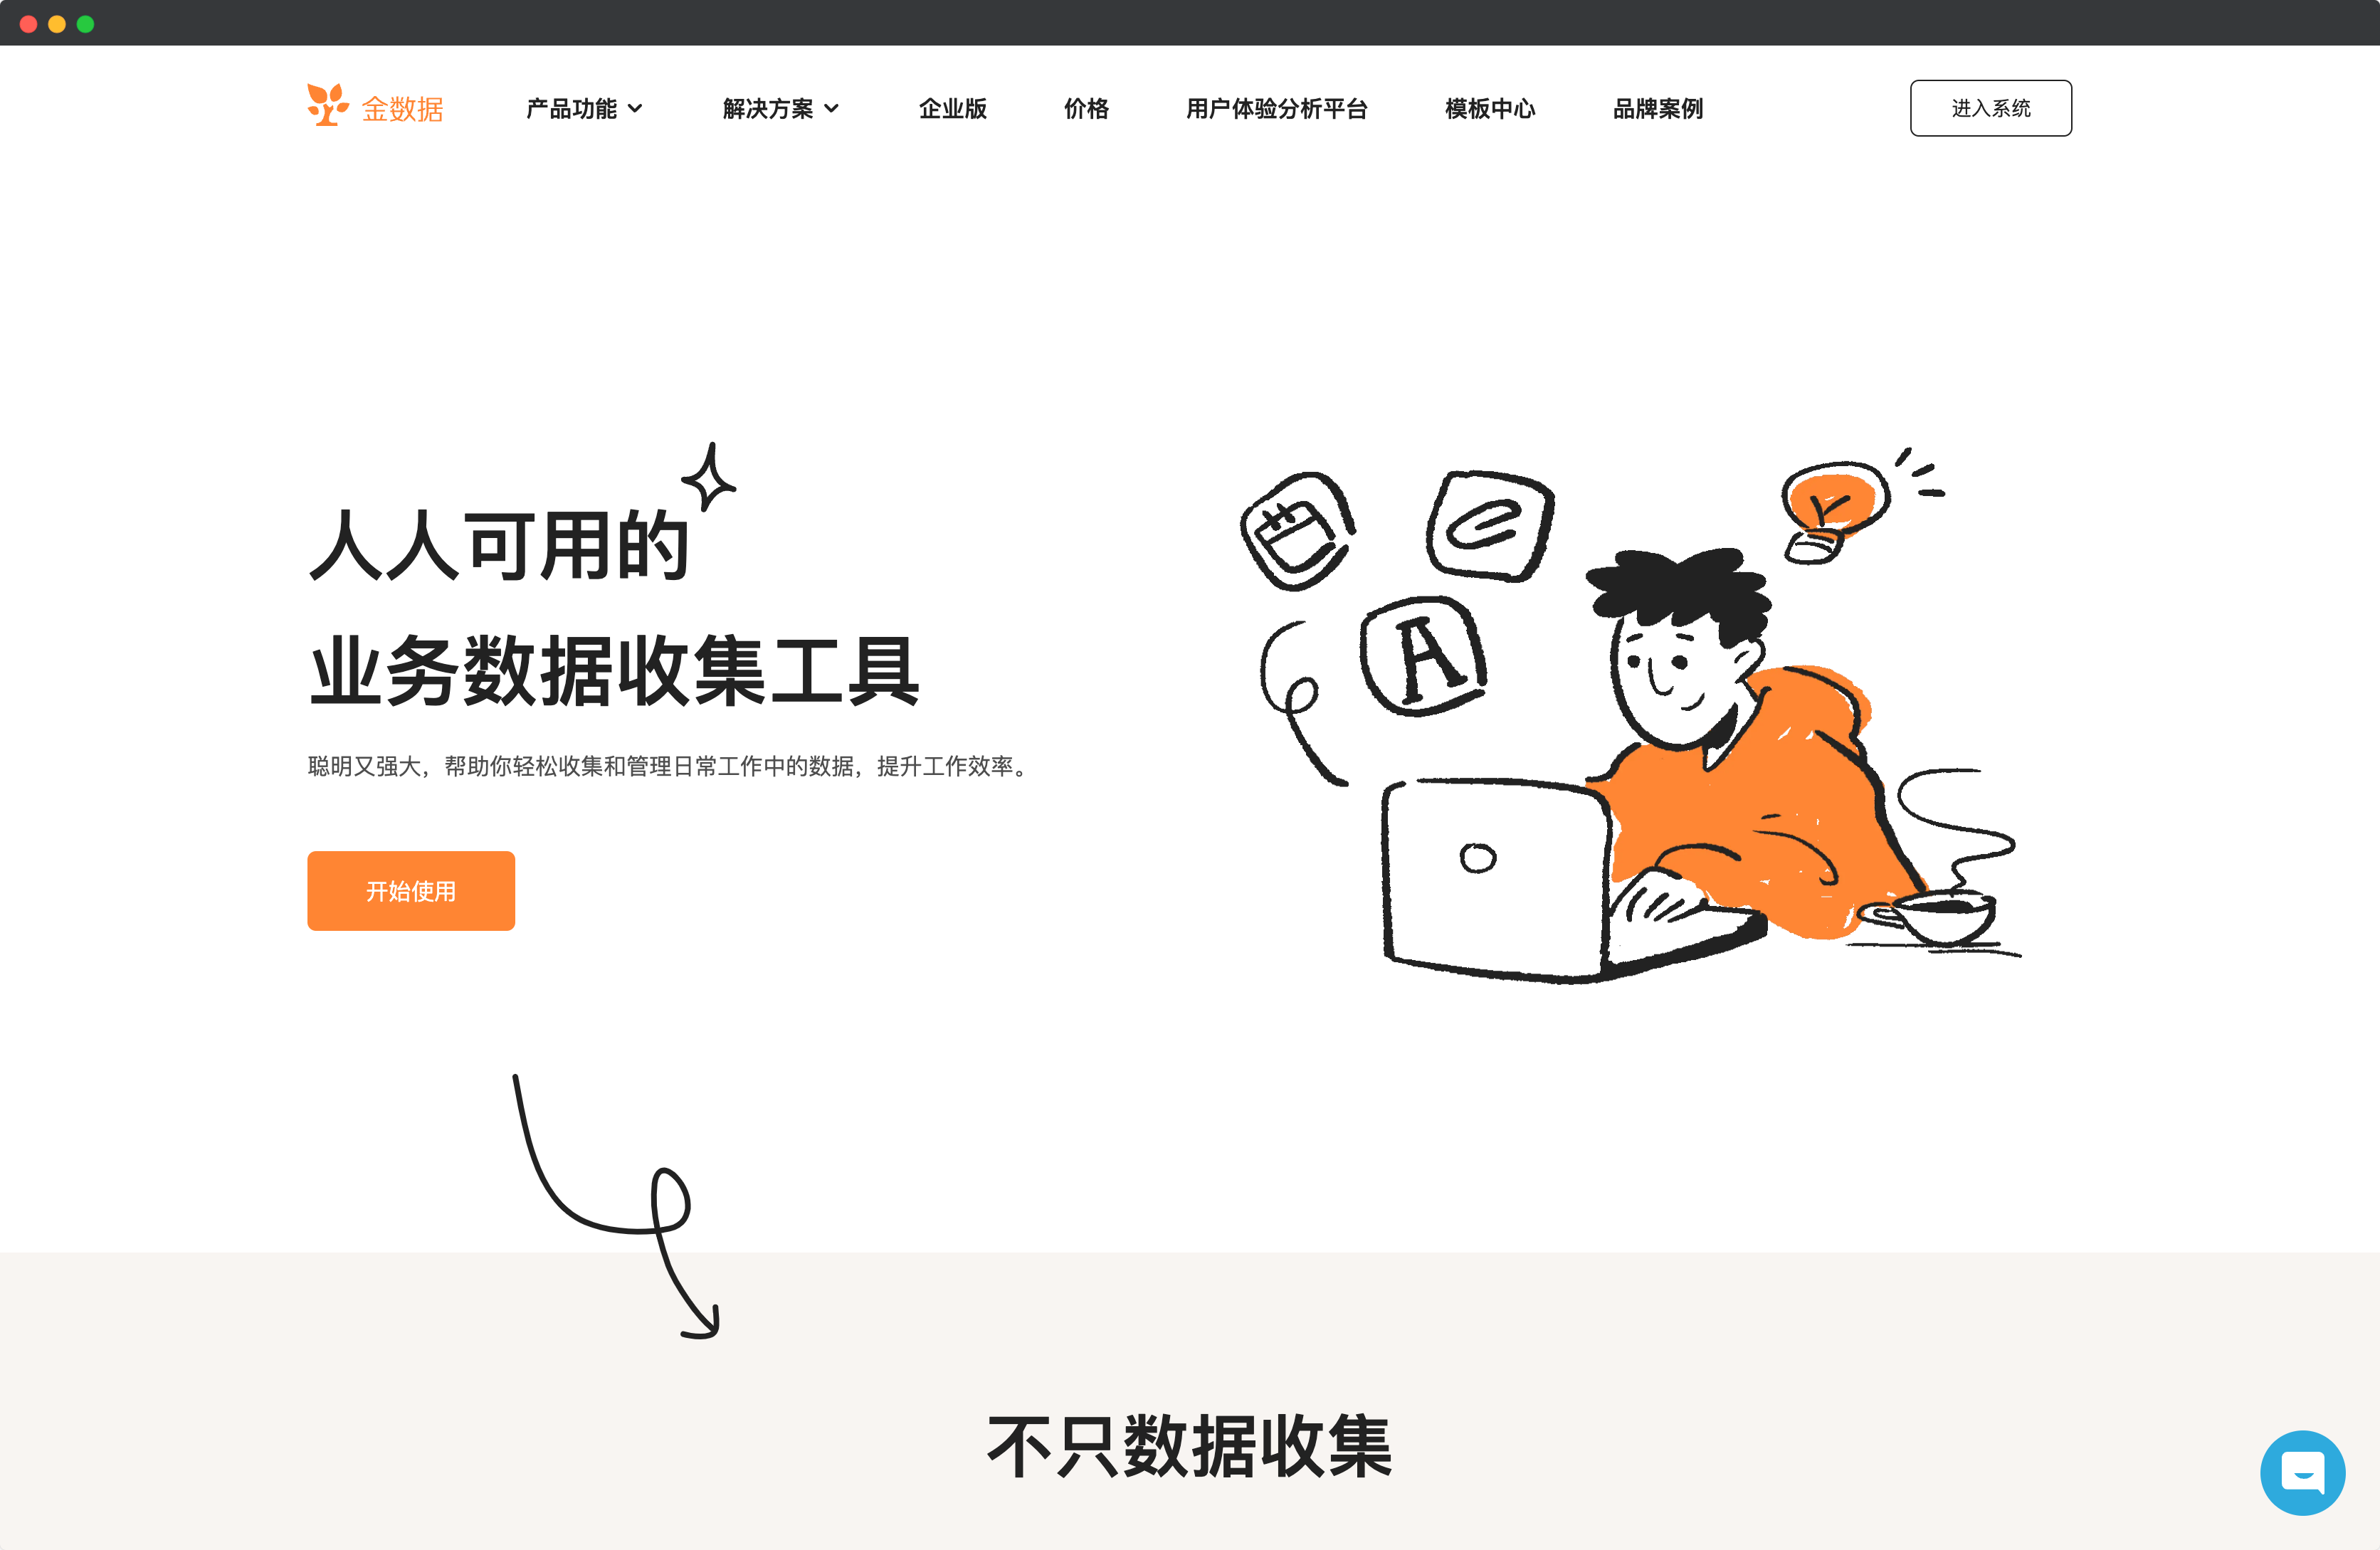 金数据
产品功能
解决方案
企业版
价格
用户体验分析平台
模板中心
品牌案例
进入系统
人人可用的
业务数据收集工具
聪明又强大，帮助你轻松收集和管理日常工作中的数据，提升工作效率。
开始使用
A
不只数据收集